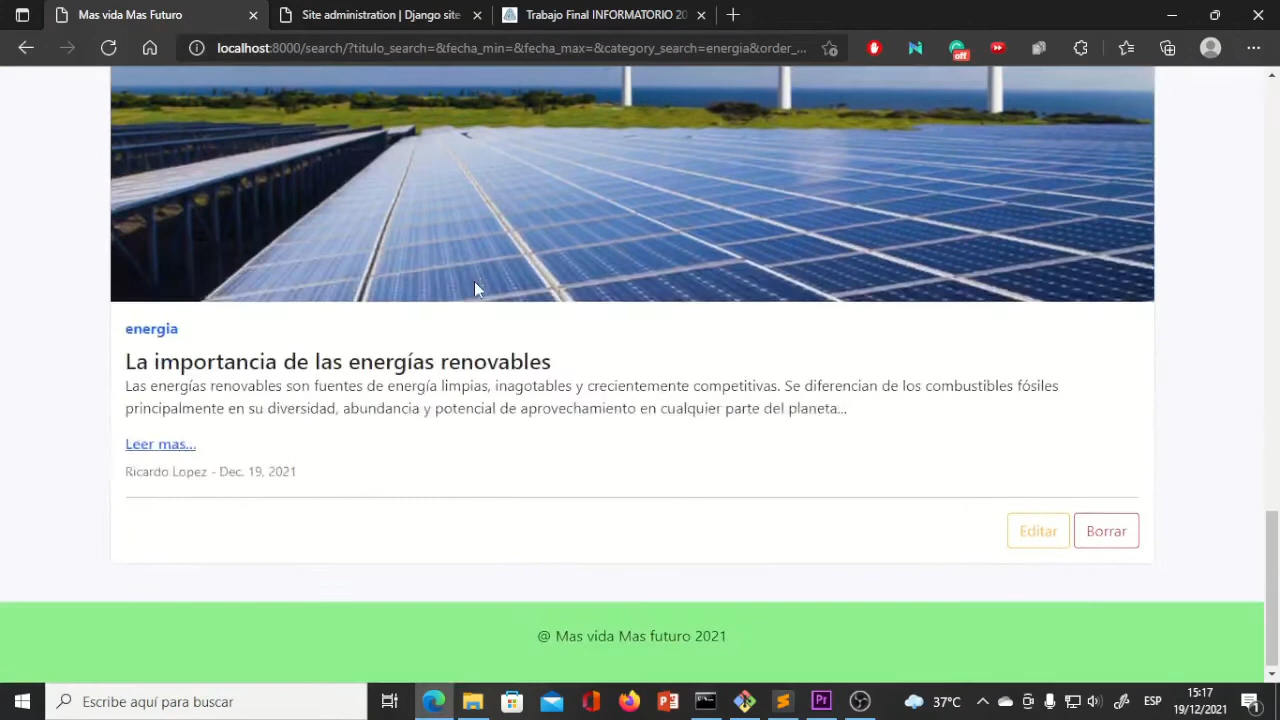 Mas vida Mas Futuro
Site administration | Django site
Trabajo Final INFORMATORIO 20
localhost:8000/search/?titulo_search=&fecha_min=&fecha_max=&category_search=energia&order_...
off
energia
La importancia de las energías renovables
Las energías renovables son fuentes de energía limpias, inagotables y crecientemente competitivas. Se diferencian de los combustibles fósiles
principalmente en su diversidad, abundancia y potencial de aprovechamiento en cualquier parte del planeta...
Leer mas...
Ricardo Lopez - Dec. 19, 2021
Editar Borrar
@ Mas vida Mas futuro 2021
Escribe aquí para buscar
37°C
ESP
15:17
19/12/2021
1